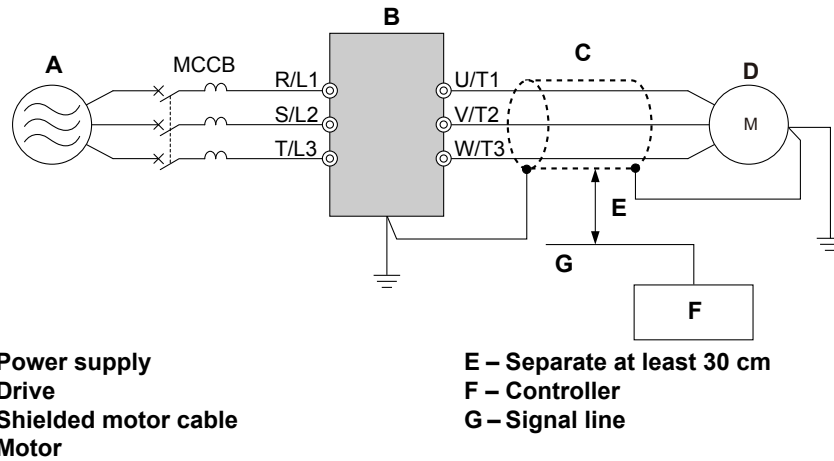 B
A
MCCB
C
D
R/L1
U/T1
S/L2
V/T2
M
T/L3
W/T3
E
G
F
Power supply
Drive
Shielded motor cable
Motor
E – Separate at least 30 cm
F – Controller
G – Signal line